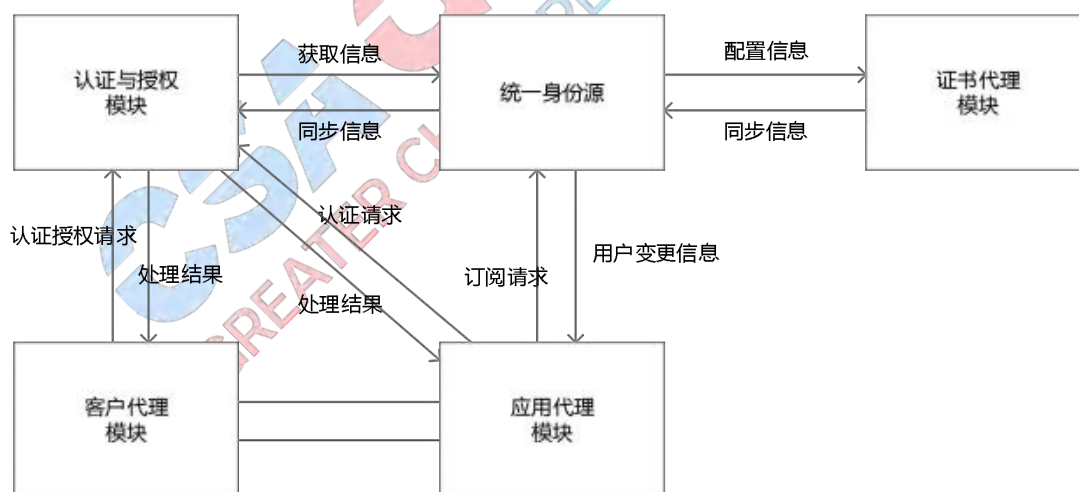 获取信息
配置信息
认证与授权
模块
统一身份源
证书代理
模块
同步信息
同步信息
认证请求
认证授权请求
处理结果
用户变更信息
订阅请求
处理结果
客户代理
模块
应用代理
模块
CSA
GREATER